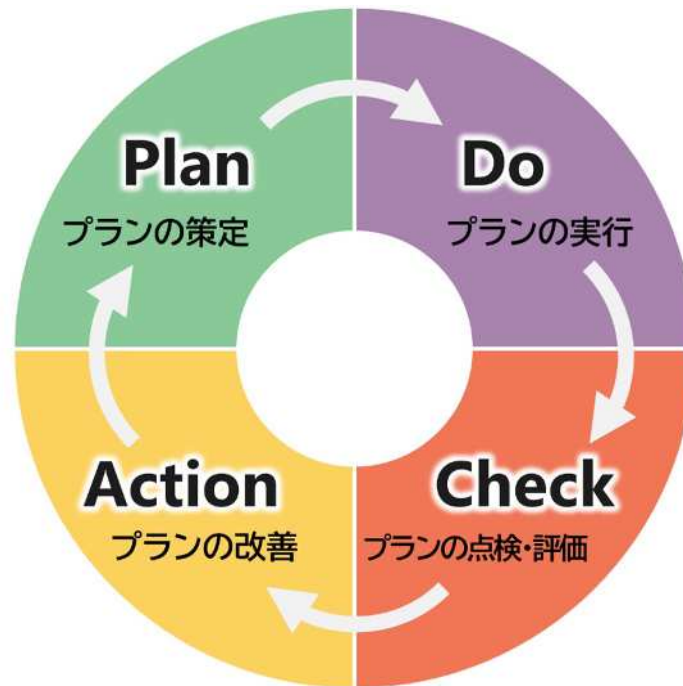 Plan
プランの策定
Do
プランの実行
Check
プランの点検・評価
Action
プランの改善